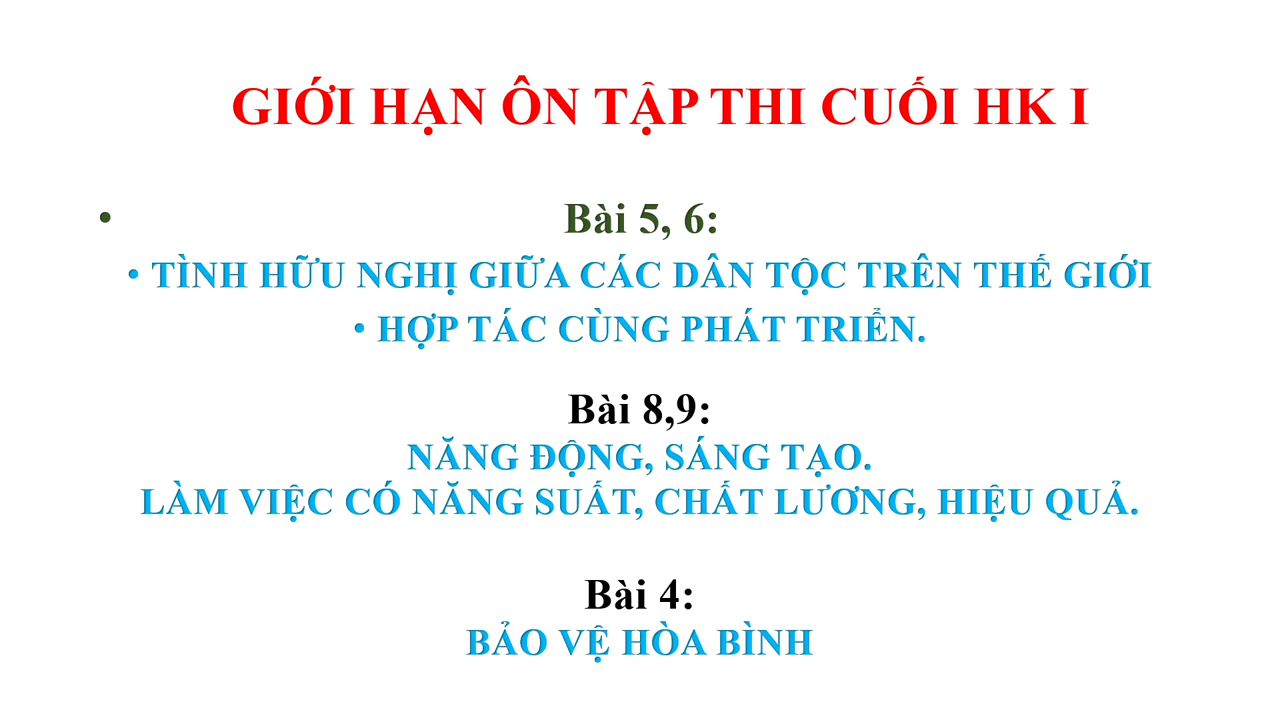 GIỚI HẠN ÔN TẬP THI CUỐI HK I
• Bài 5, 6:
• TÌNH HỮU NGHỊ GIỮA CÁC DÂN TỘC TRÊN THẾ GIỚI
• HỢP TÁC CÙNG PHÁT TRIỂN.
Bài 8,9:
NĂNG ĐỘNG, SÁNG TẠO.
LÀM VIỆC CÓ NĂNG SUẤT, CHẤT LƯƠNG, HIỆU QUẢ.
Bài 4:
BẢO VỆ HÒA BÌNH